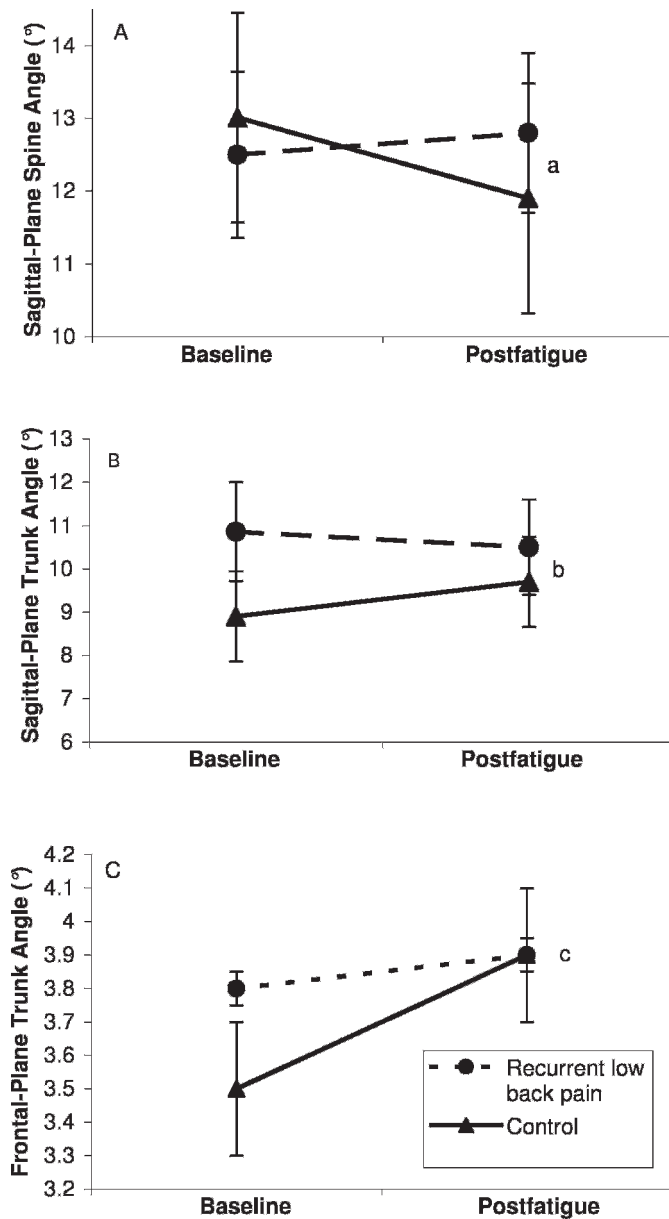 A
Sagittal-Plane Spine Angle (°)
14
13
12
11
10
a
Baseline
Postfatigue
B
Sagittal-Plane Trunk Angle (°)
13
12
11
10
9
8
7
6
b
Baseline
Postfatigue
C
Frontal-Plane Trunk Angle (°)
4.2
4.1
4
3.9
3.8
3.7
3.6
3.5
3.4
3.3
3.2
c
Recurrent low
back pain
Control
Baseline
Postfatigue